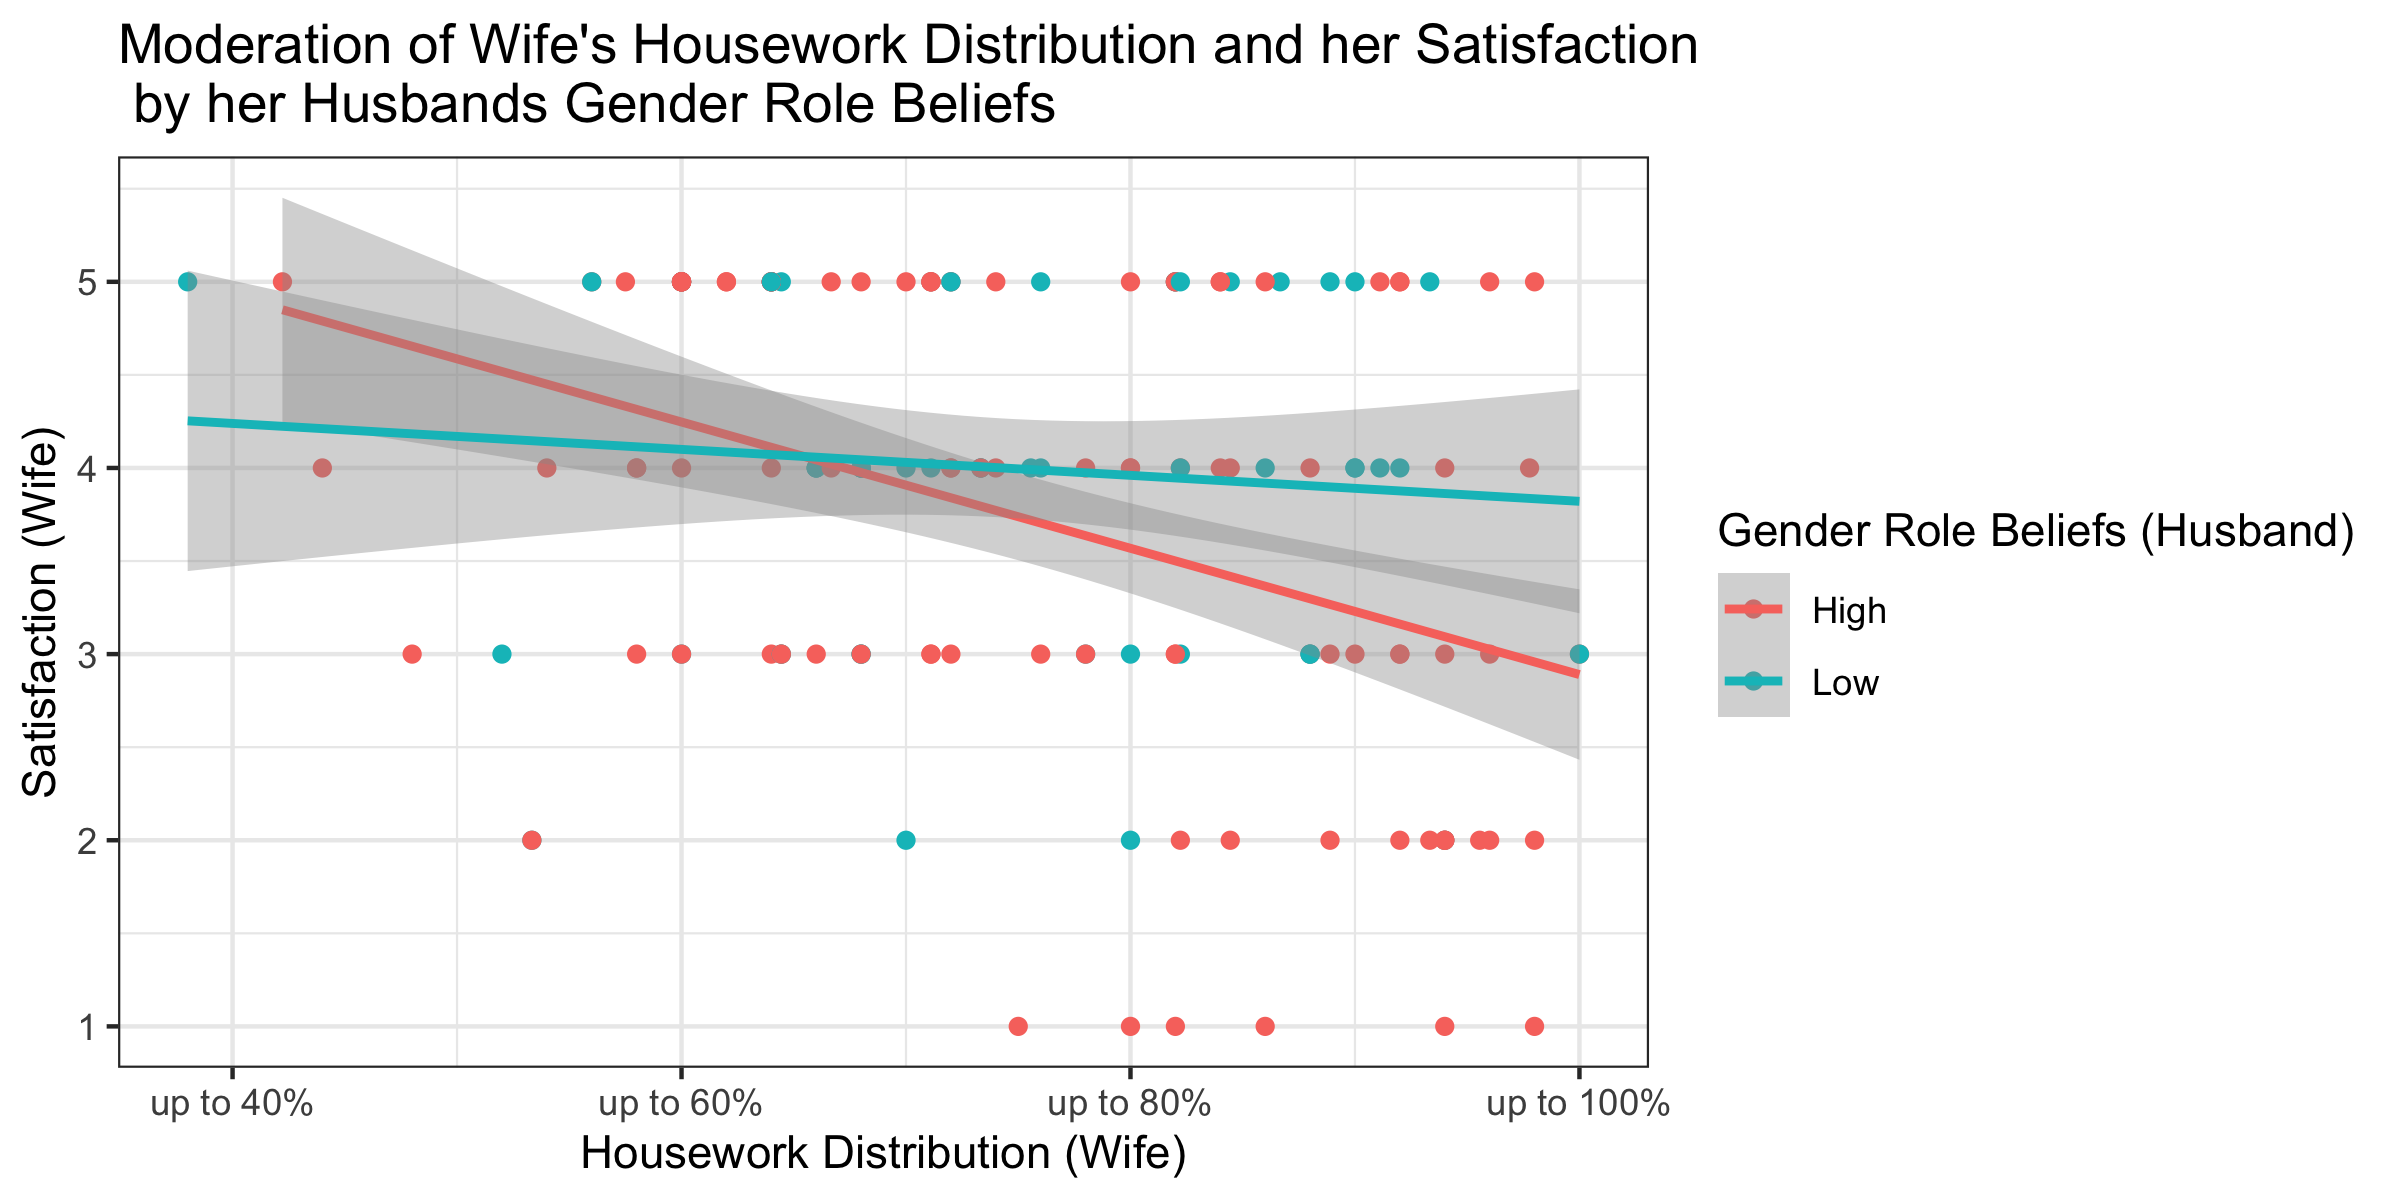 Moderation of Wife's Housework Distribution and her Satisfaction
by her Husbands Gender Role Beliefs
Satisfaction (Wife)
5
4
3
2
1
up to 40%
up to 60%
up to 80%
up to 100%
Housework Distribution (Wife)
Gender Role Beliefs (Husband)
High
Low